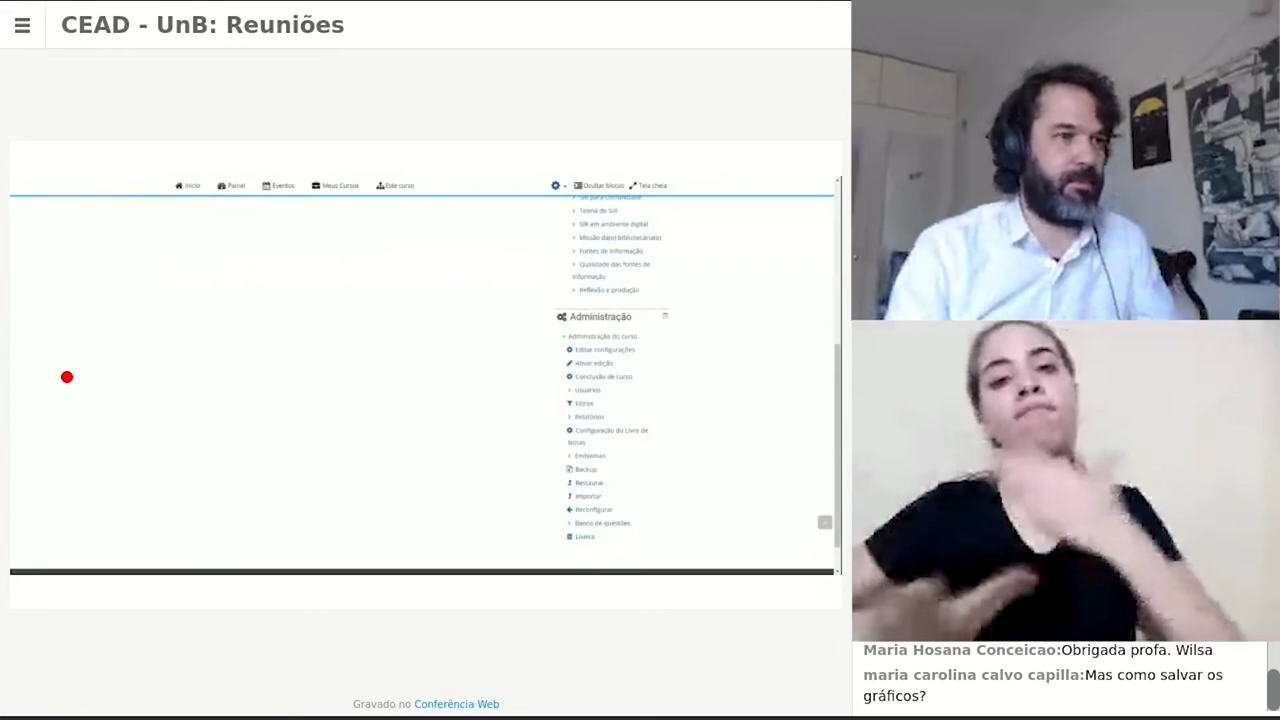 CEAD - UnB: Reuniões
Início
Painel
Eventos
Meus Cursos
Este curso
Ocultar blocos
Tela cheia
SIR para comunidade
Teoria do SIR
SIR em ambiente digital
Missão da(o) bibliotecária(o)
Fontes de informação
Qualidade das fontes de
informação
Reflexão e produção
Administração
Administração do curso
Editar configurações
Ativar edição
Conclusão de curso
Usuários
Filtros
Relatórios
Configuração do Livro de
Notas
Emblemas
Backup
Restaurar
Importar
Reconfigurar
Banco de questões
Lixeira
Gravado no Conferência Web
Maria Hosana Conceicao:Obrigada profa. Wilsa
maria carolina calvo capilla:Mas como salvar os
gráficos?